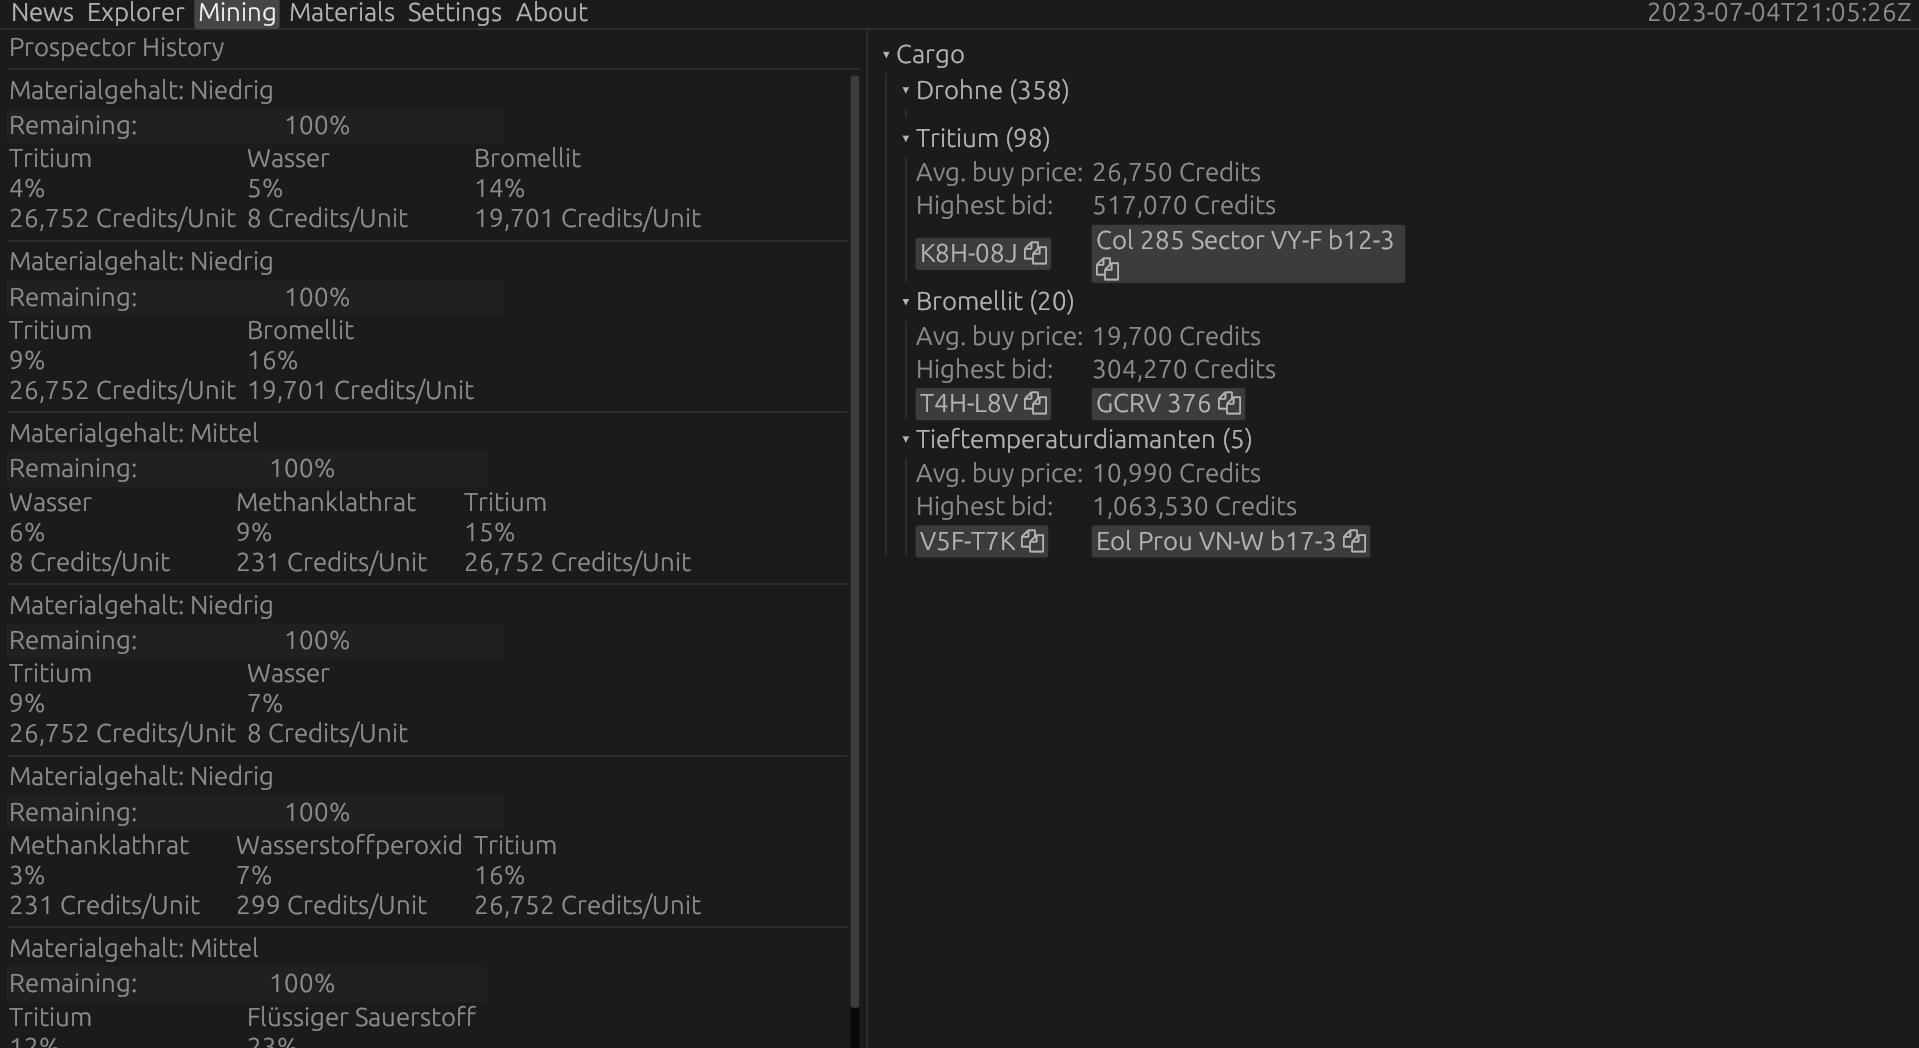 News Explorer Mining Materials Settings About 2023-07-04T21:05:26Z
Prospector History
Materialgehalt: Niedrig
Remaining: 100%
Tritium Wasser Bromellit
4% 5% 14%
26,752 Credits/Unit 8 Credits/Unit 19,701 Credits/Unit
Materialgehalt: Niedrig
Remaining: 100%
Tritium Bromellit
9% 16%
26,752 Credits/Unit 19,701 Credits/Unit
Materialgehalt: Mittel
Remaining: 100%
Wasser Methanklathrat Tritium
6% 9% 15%
8 Credits/Unit 231 Credits/Unit 26,752 Credits/Unit
Materialgehalt: Niedrig
Remaining: 100%
Tritium Wasser
9% 7%
26,752 Credits/Unit 8 Credits/Unit
Materialgehalt: Niedrig
Remaining: 100%
Methanklathrat Wasserstoffperoxid Tritium
3% 7% 16%
231 Credits/Unit 299 Credits/Unit 26,752 Credits/Unit
Materialgehalt: Mittel
Remaining: 100%
Tritium Flüssiger Sauerstoff
12% 23%
Cargo
Drohne (358)
Tritium (98)
Avg. buy price: 26,750 Credits
Highest bid: 517,070 Credits
K8H-08J Col 285 Sector VY-F b12-3
Bromellit (20)
Avg. buy price: 19,700 Credits
Highest bid: 304,270 Credits
T4H-L8V GCRV 376
Tieftemperaturdiamanten (5)
Avg. buy price: 10,990 Credits
Highest bid: 1,063,530 Credits
V5F-T7K Eol Prou VN-W b17-3